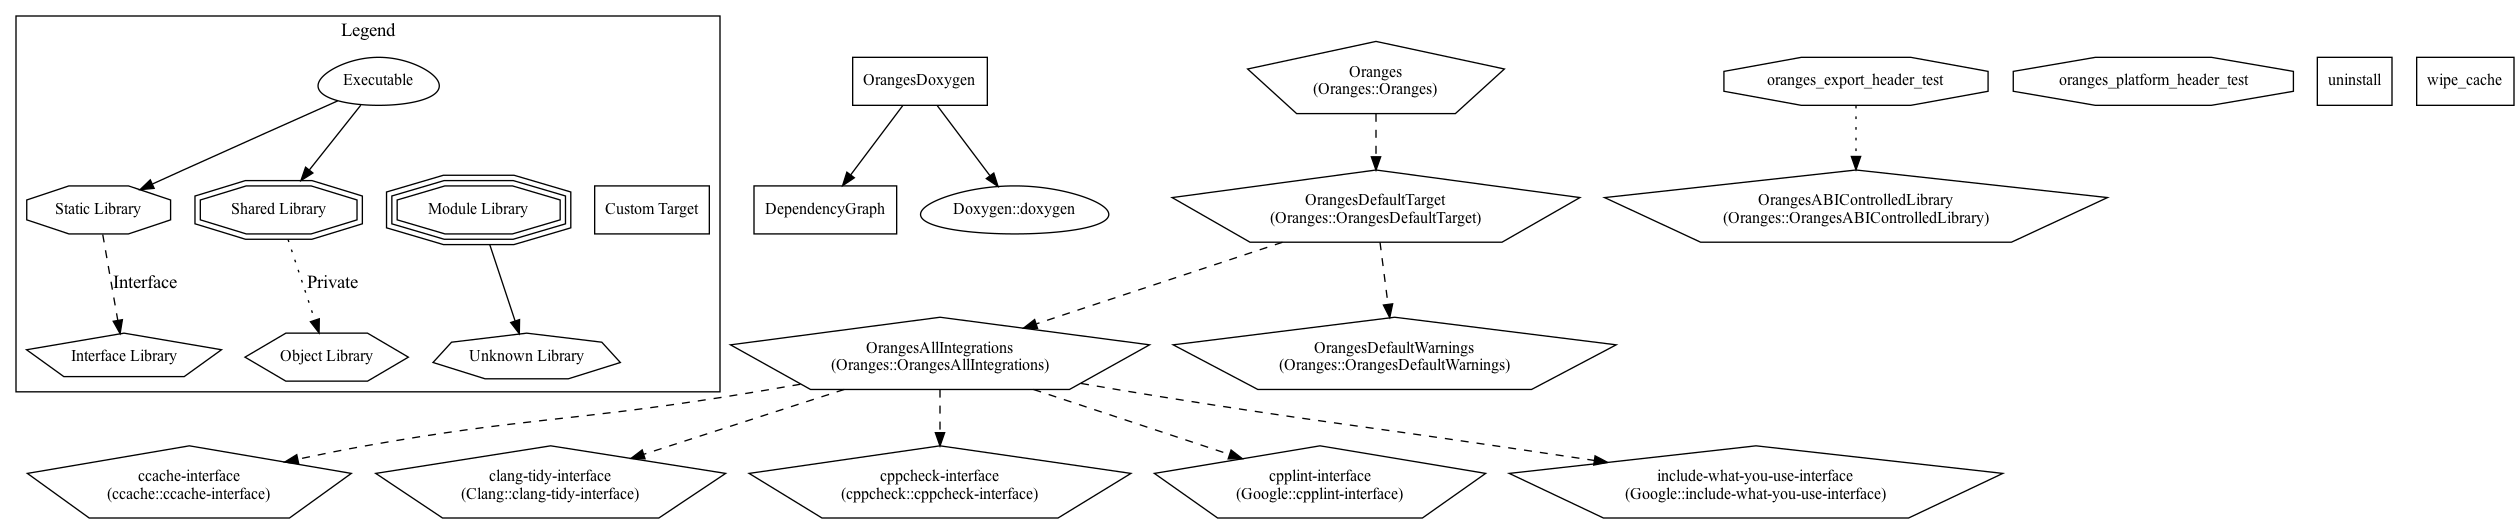 Legend
Executable
Static Library
Shared Library
Module Library
Custom Target
Interface
Private
Interface Library
Object Library
Unknown Library
OrangesDoxygen
DependencyGraph
Doxygen::doxygen
Oranges
(Oranges::Oranges)
OrangesDefaultTarget
(Oranges::OrangesDefaultTarget)
OrangesAllIntegrations
(Oranges::OrangesAllIntegrations)
OrangesDefaultWarnings
(Oranges::OrangesDefaultWarnings)
ccache-interface
(ccache::ccache-interface)
clang-tidy-interface
(Clang::clang-tidy-interface)
cppcheck-interface
(cppcheck::cppcheck-interface)
cpplint-interface
(Google::cpplint-interface)
include-what-you-use-interface
(Google::include-what-you-use-interface)
oranges_export_header_test
OrangesABIControlledLibrary
(Oranges::OrangesABIControlledLibrary)
oranges_platform_header_test
uninstall
wipe_cache